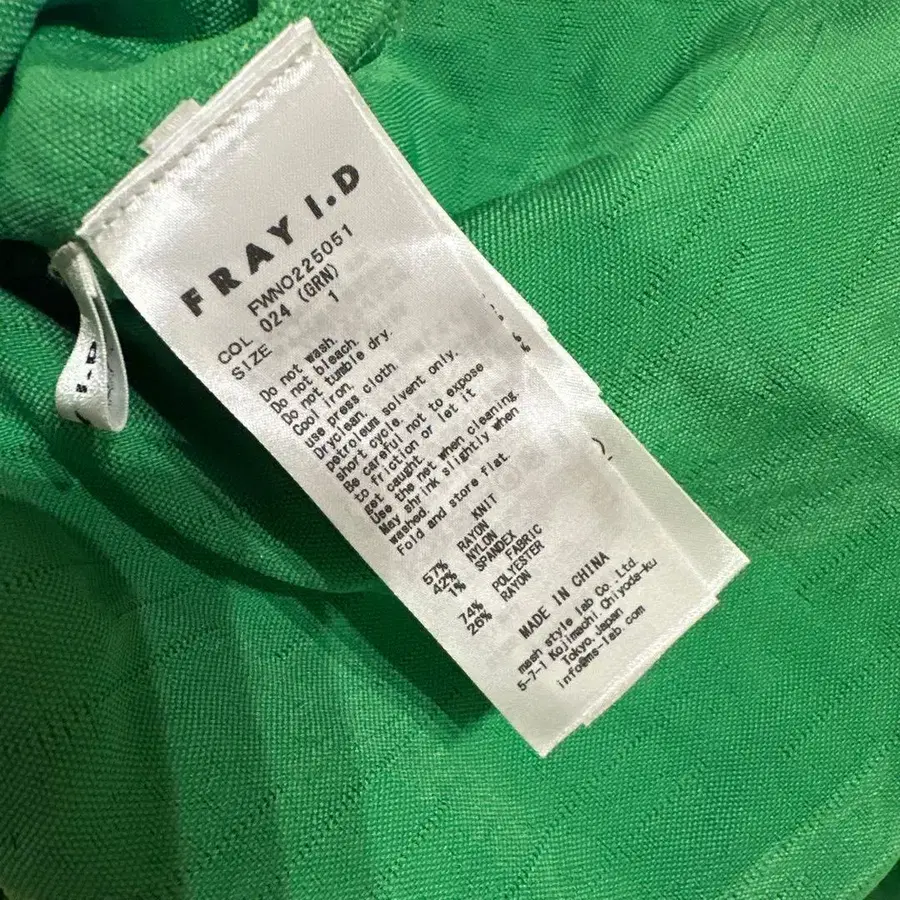 FRAY I.D
FWNO225051
COL 024 (GRN)
SIZE 1
Do not wash.
Do not bleach.
Do not tumble dry.
Cool iron.
use press cloth.
Dryclean.
petroleum solvent only.
short cycle.
Be careful not to expose
to friction or let it
get caught.
Use the net when cleaning.
May shrink slightly when
washed.
Fold and store flat.
KNIT
57% RAYON
42% NYLON
1% SPANDEX
FABRIC
74% POLYESTER
26% RAYON
MADE IN CHINA
mash style lab Co. Ltd.
5-7-1 Kojimachi. Chiyoda-ku
Tokyo. Japan
info@ms-lab.com